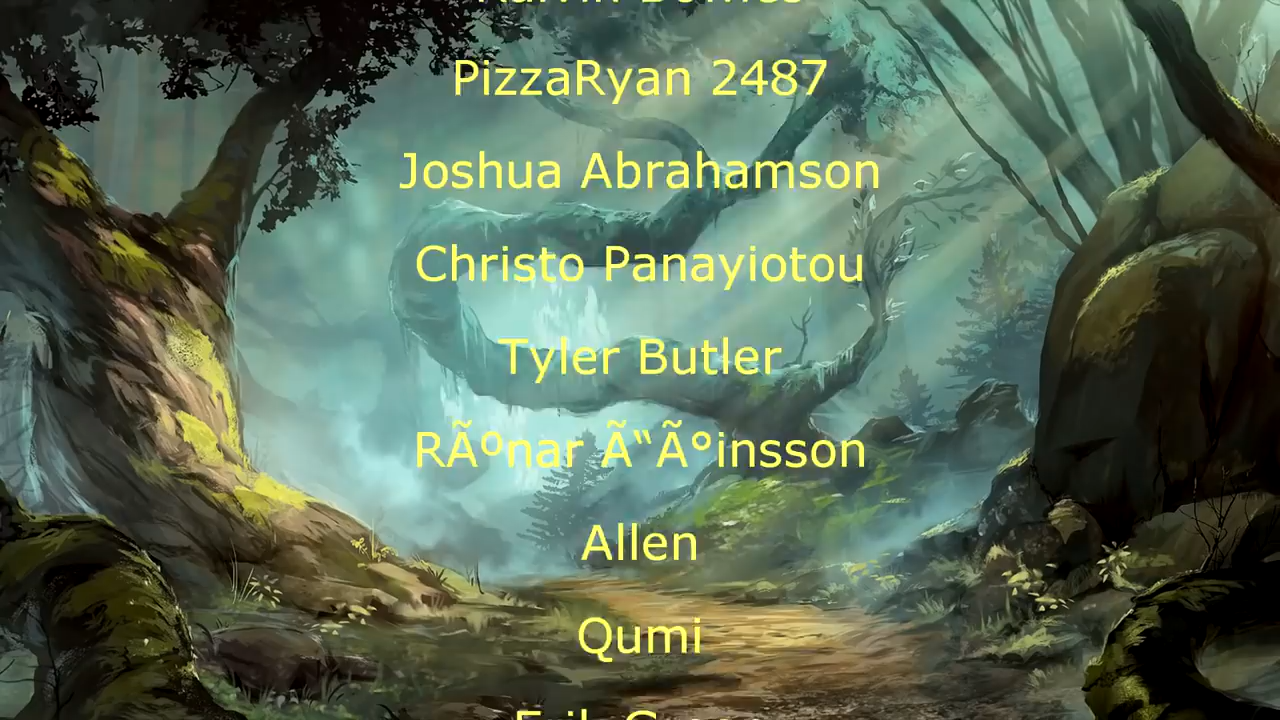 PizzaRyan 2487
Joshua Abrahamson
Christo Panayiotou
Tyler Butler
RÃºnar Ã“Ã°insson
Allen
Qumi